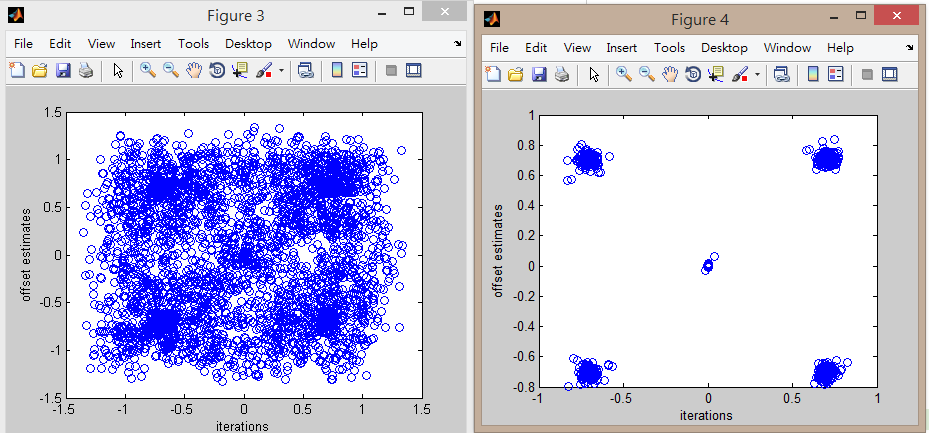 Figure 3
File Edit View Insert Tools Desktop Window Help
1.5
1
0.5
0
-0.5
-1
-1.5
-1.5 -1 -0.5 0 0.5 1 1.5
offset estimates
iterations
Figure 4
File Edit View Insert Tools Desktop Window Help
1
0.8
0.6
0.4
0.2
0
-0.2
-0.4
-0.6
-0.8
-1 -0.5 0 0.5 1
offset estimates
iterations